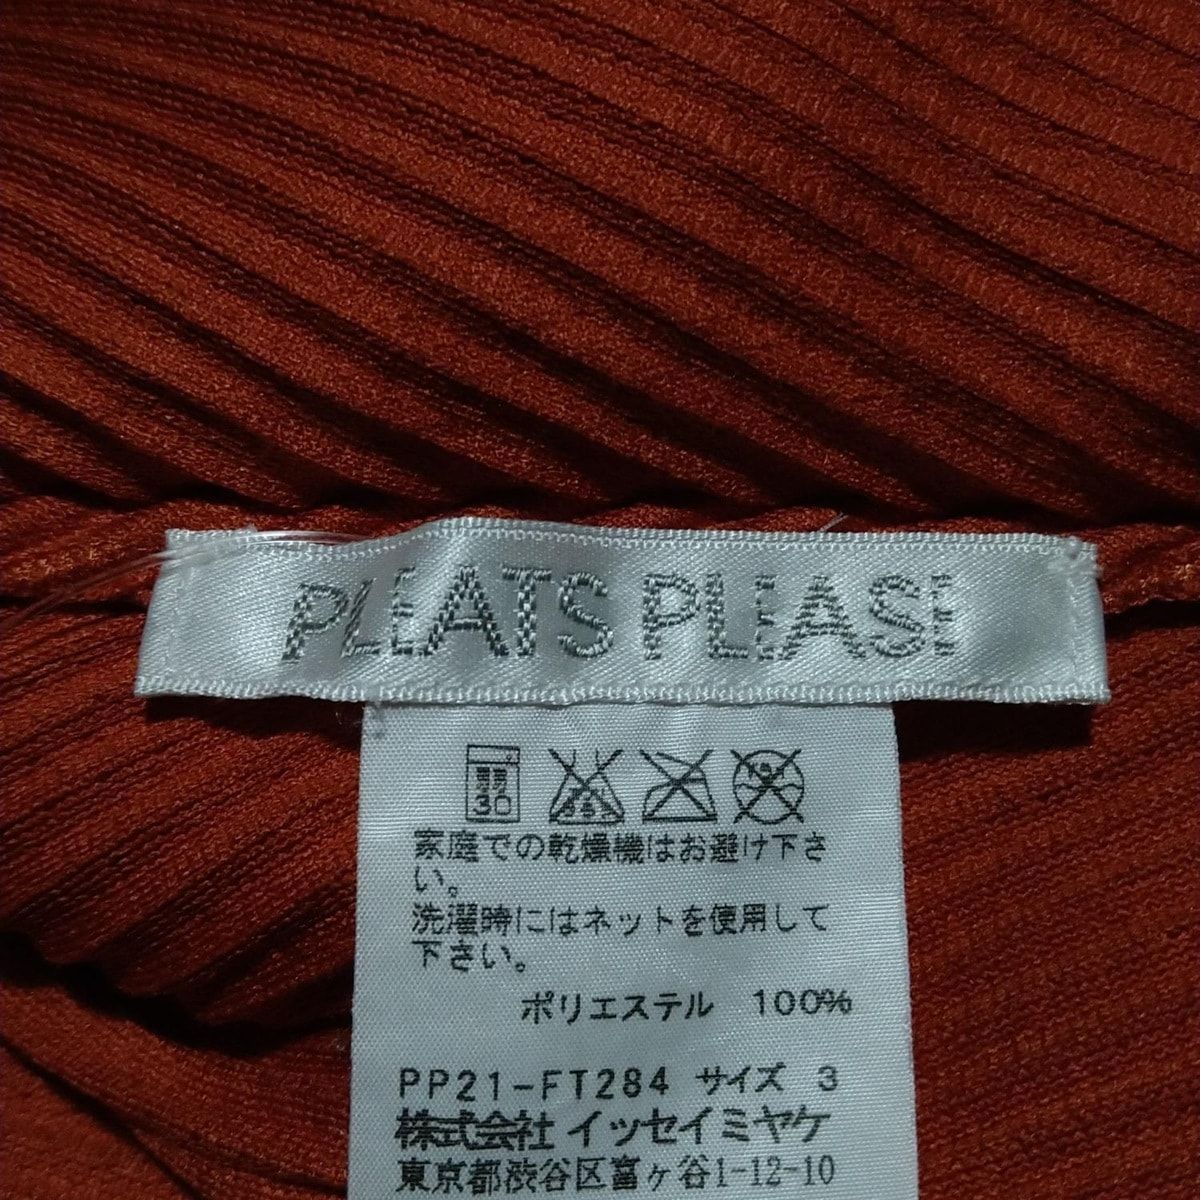 PLEATS PLEASE
30
家庭での乾燥機はお避け下さ
い。
洗濯時にはネットを使用して
下さい。
ポリエステル 100%
PP21-FT284 サイズ 3
株式会社 イッセイミヤケ
東京都渋谷区富ヶ谷1-12-10